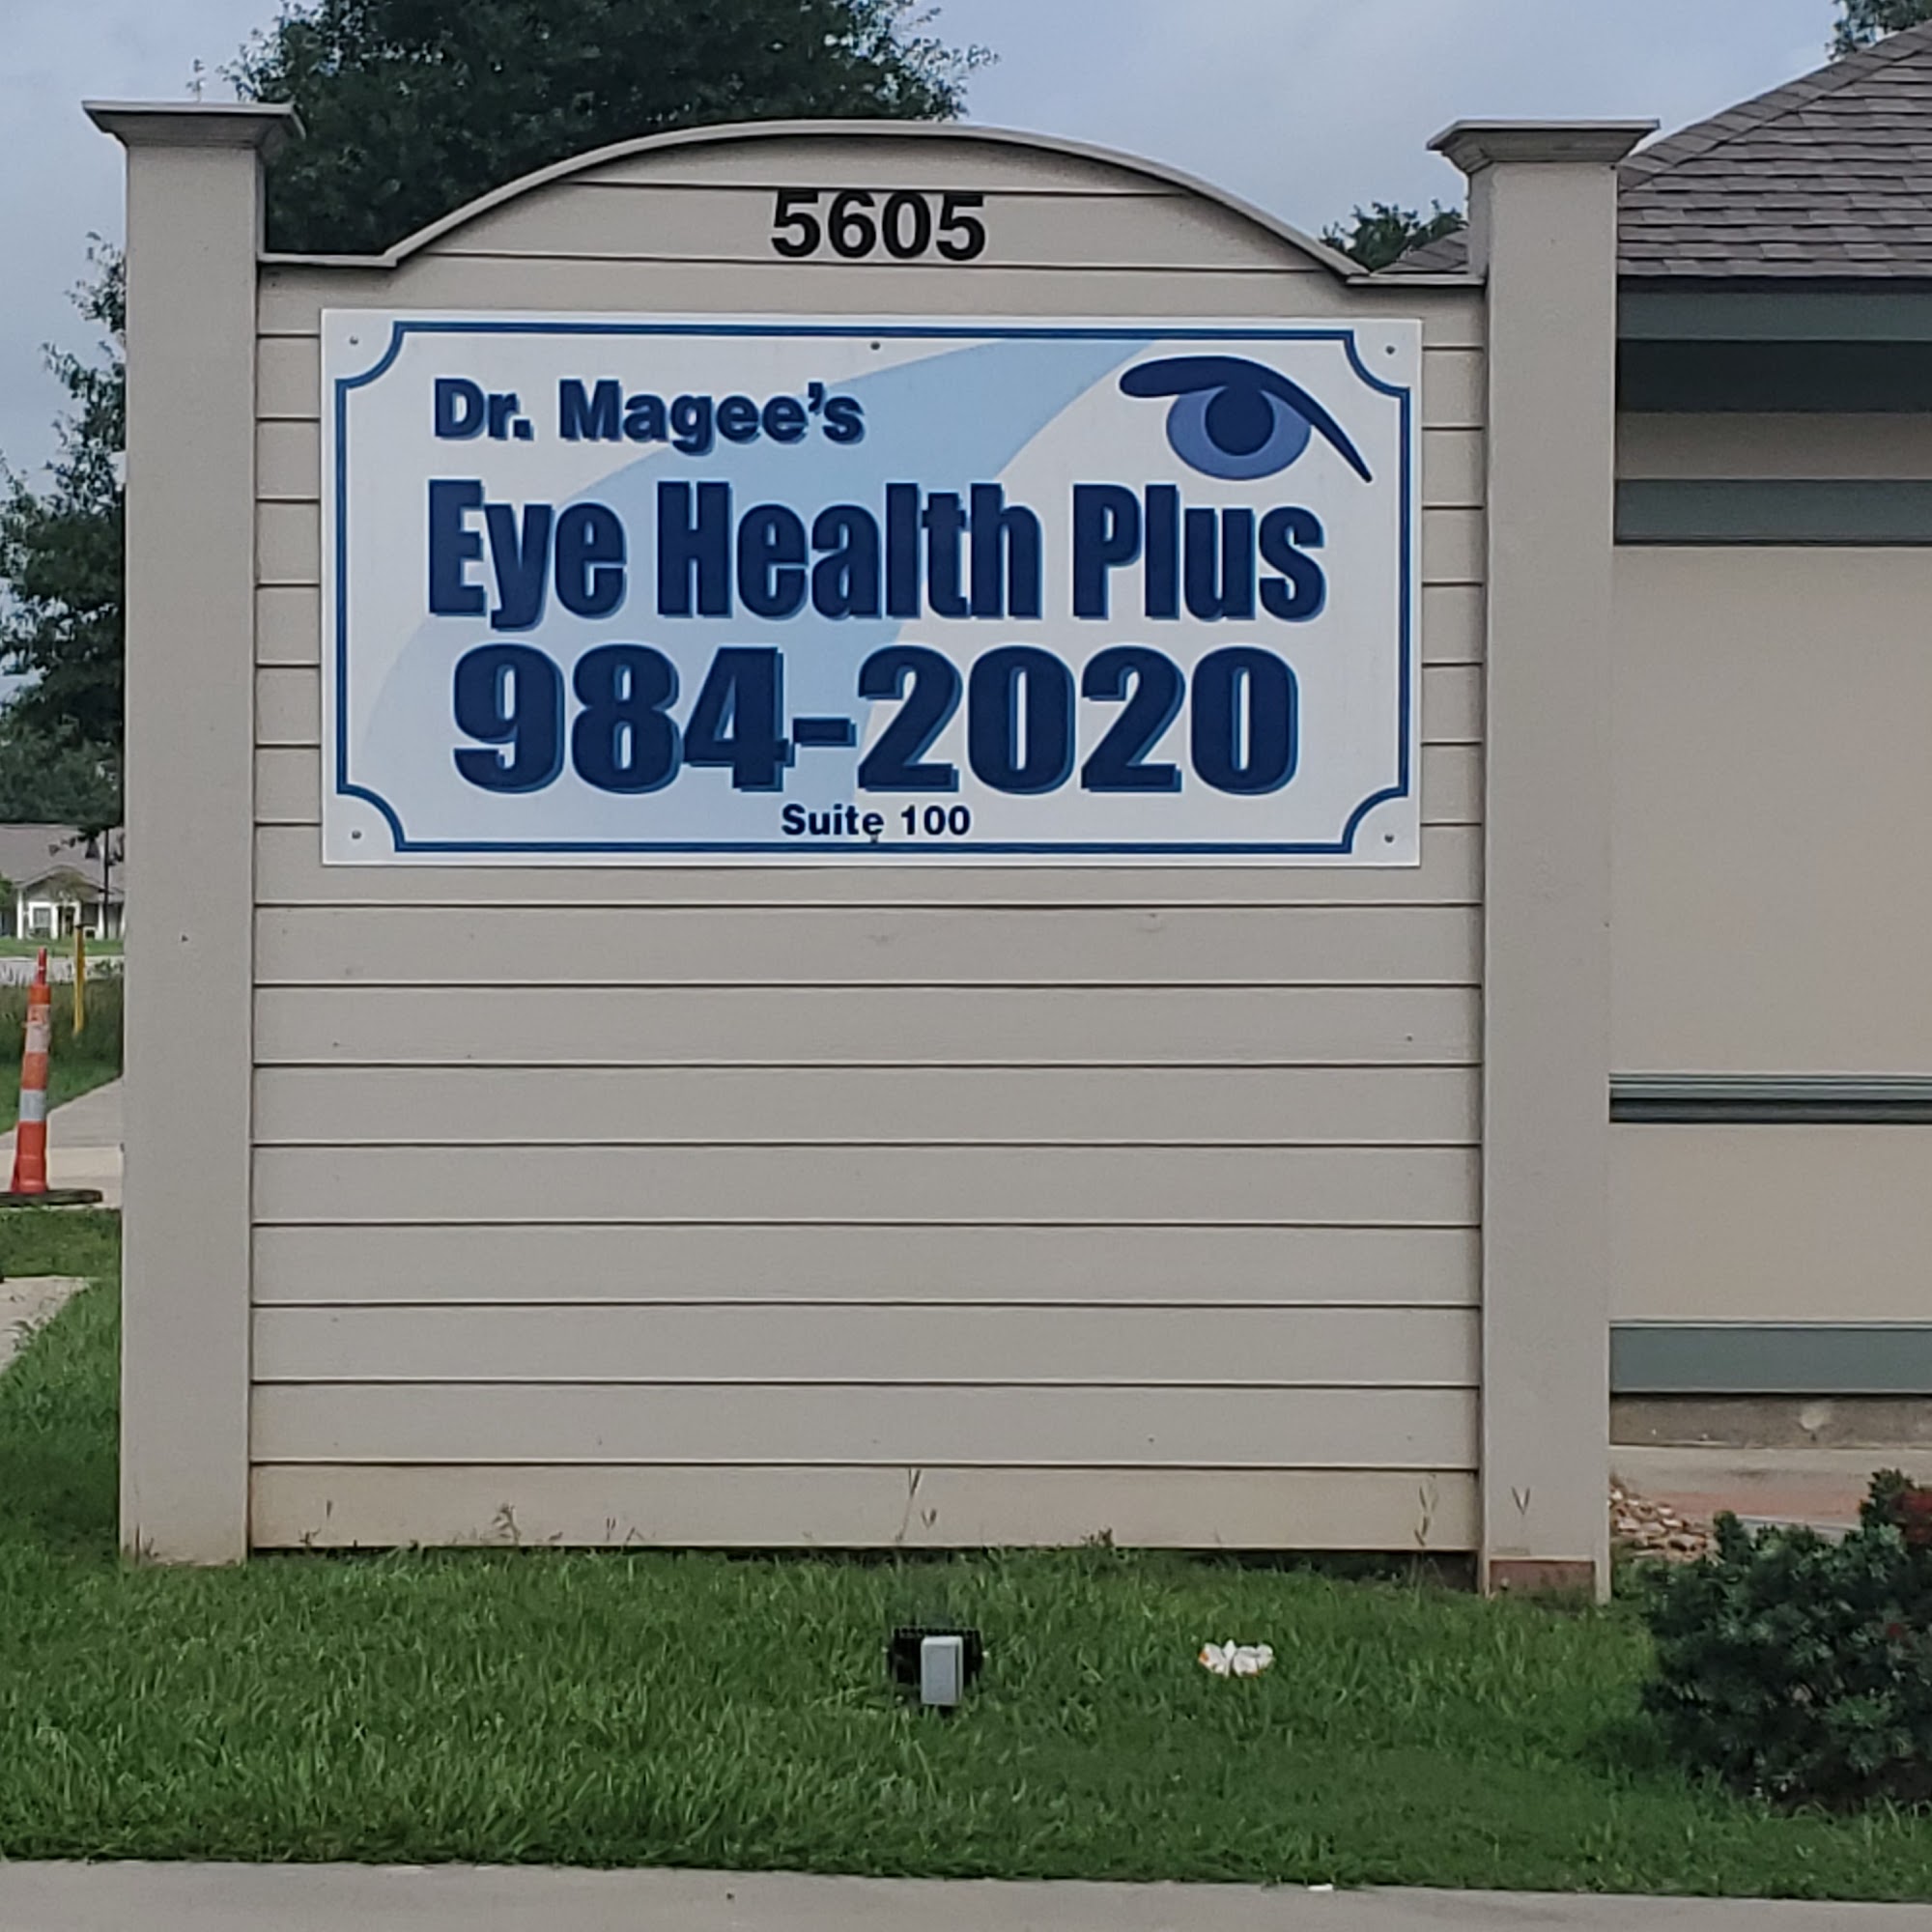 5605
Dr. Magee's
Eye Health Plus
984-2020
Suite 100